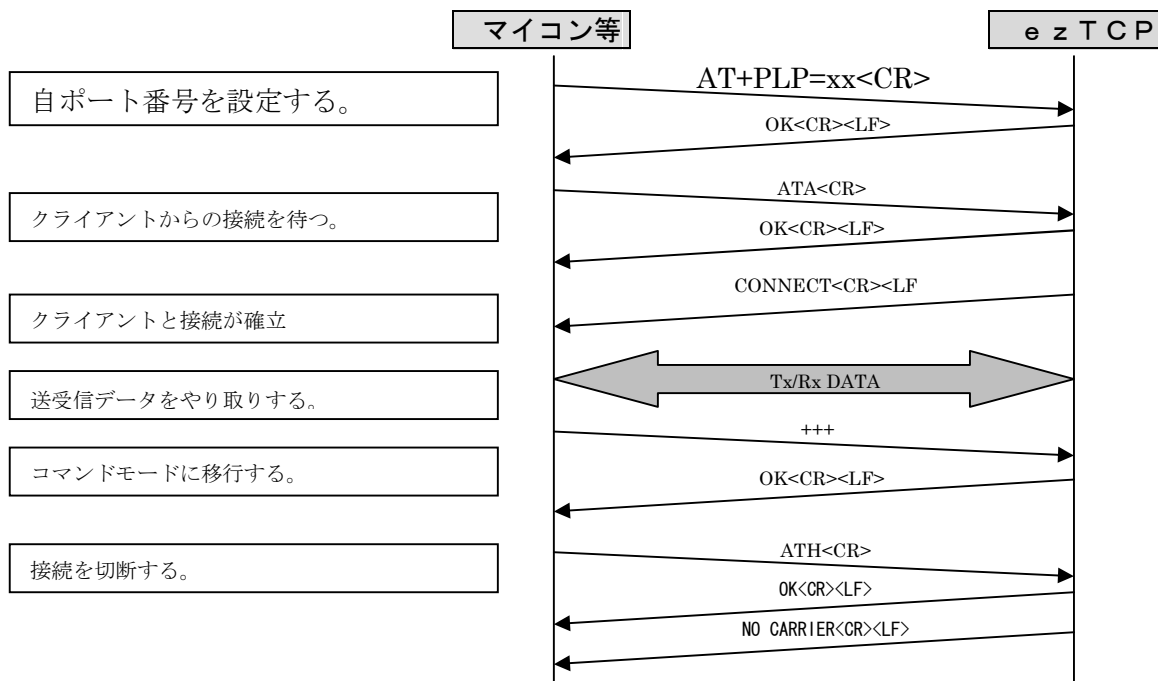 マイコン等
ｅｚＴＣＰ
自ポート番号を設定する。
AT+PLP=xx<CR>
OK<CR><LF>
クライアントからの接続を待つ。
ATA<CR>
OK<CR><LF>
クライアントと接続が確立
CONNECT<CR><LF
送受信データをやり取りする。
Tx/Rx DATA
コマンドモードに移行する。
+++
OK<CR><LF>
接続を切断する。
ATH<CR>
OK<CR><LF>
NO CARRIER<CR><LF>